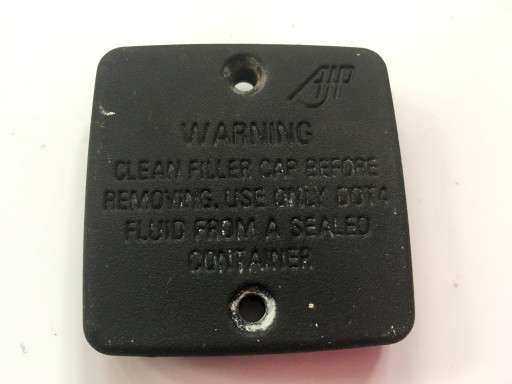 AJP
WARNING
CLEAN FILLER CAP BEFORE
REMOVING. USE ONLY DOT4
FLUID FROM A SEALED
CONTAINER